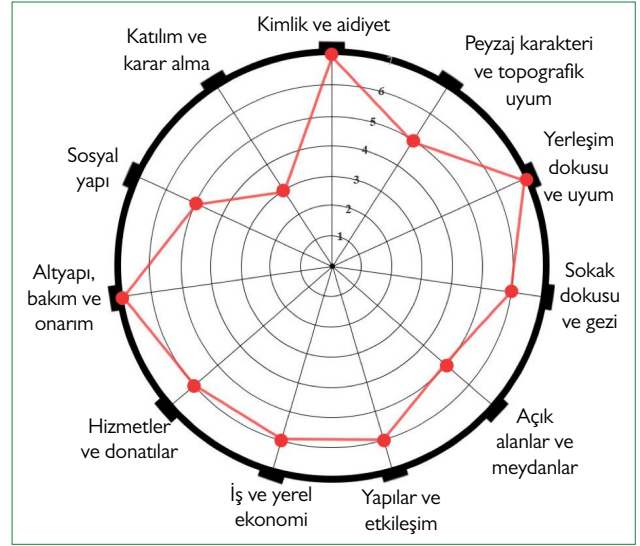 Kimlik ve aidiyet
Peyzaj karakteri
ve topografik
uyum
Yerleşim
dokusu
ve uyum
Sokak
dokusu
ve gezi
Açık
alanlar ve
meydanlar
Yapılar ve
etkileşim
İş ve yerel
ekonomi
Hizmetler
ve donatılar
Altyapı,
bakım ve
onarım
Sosyal
yapı
Katılım ve
karar alma
7
6
5
4
3
2
1